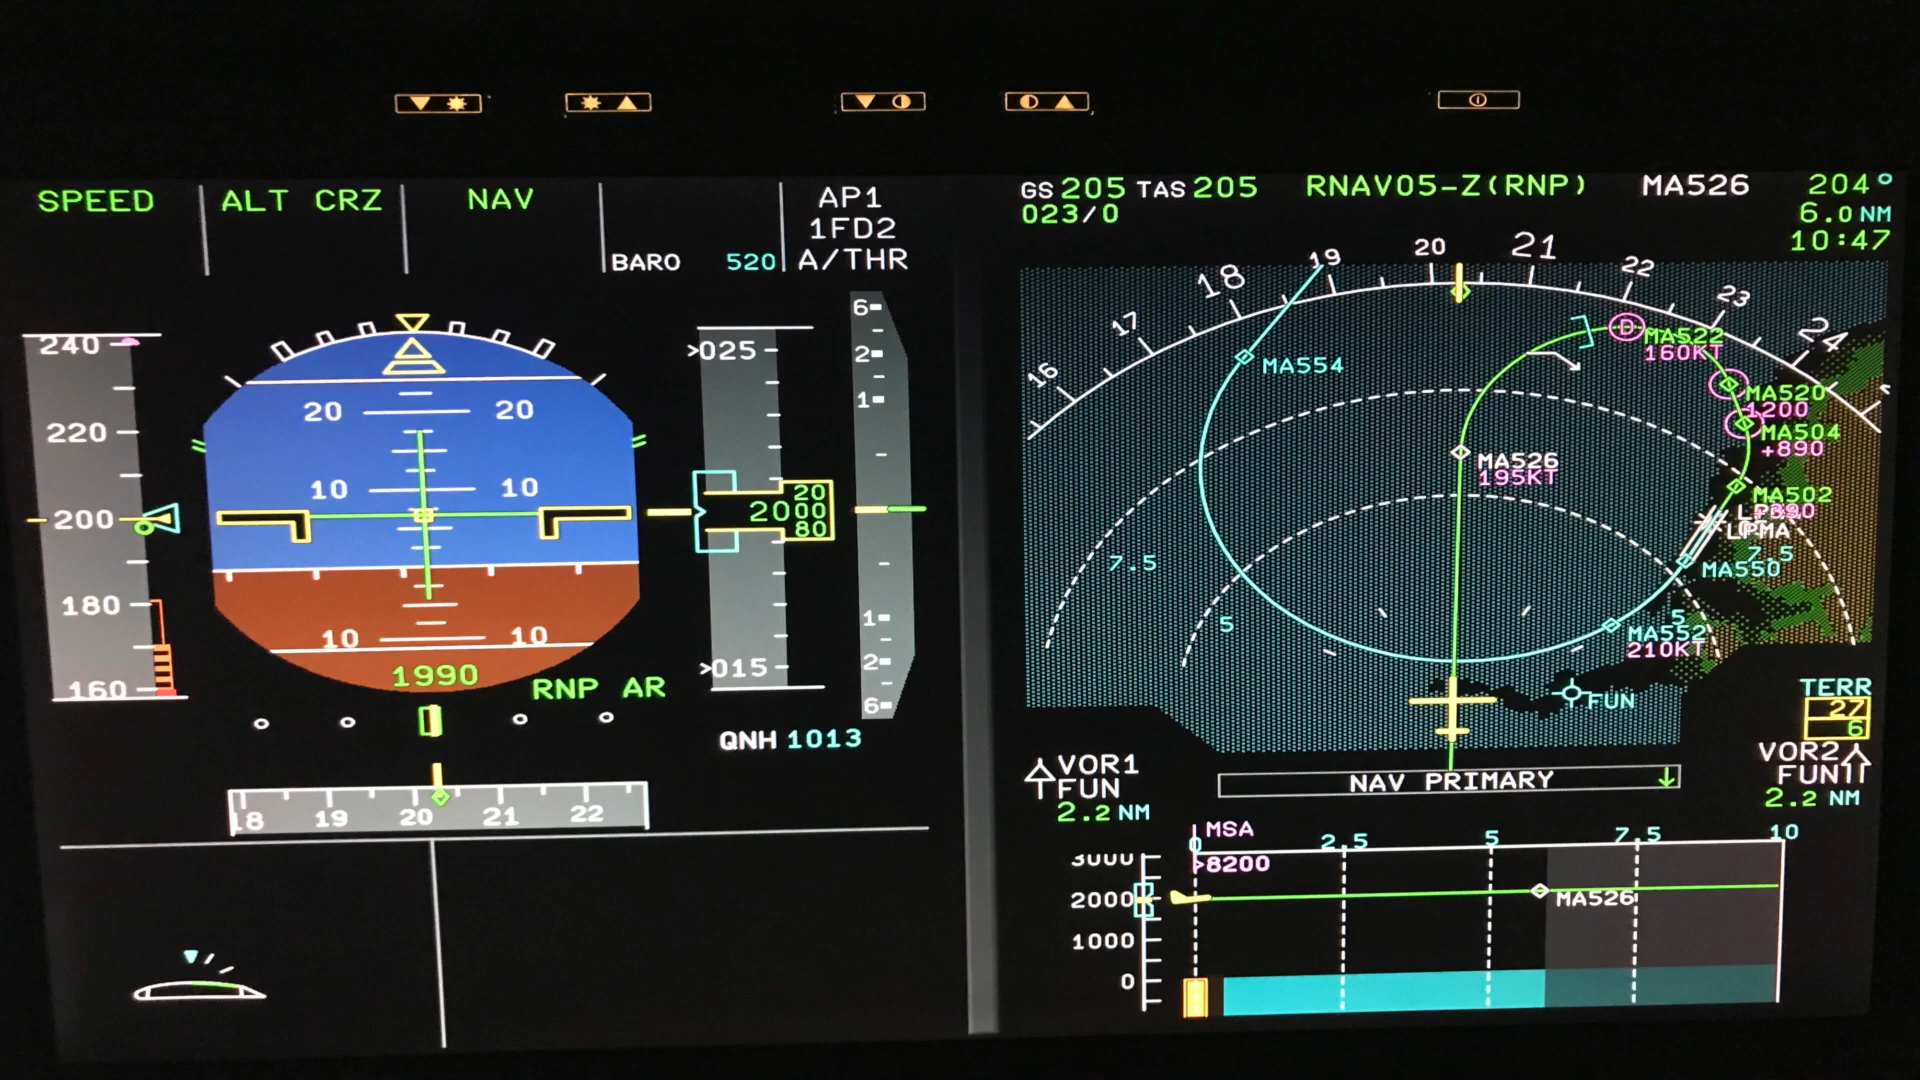 SPEED ALT CRZ NAV AP1
1FD2
BARO 520 A/THR
240
220
200
180
160
20 20
10 10
10 10
1990
RNP AR
025
20
2000
80
015
QNH 1013
6
2
1
1
2
6
18 19 20 21 22
GS 205 TAS 205 RNAV05-Z(RNP) MA526 204°
023/0 6.0 NM
10:47
16 17 18 19 20 21 22 23 24
MA554
D
MA522
160KT
MA520
1200
MA504
+890
MA526
195KT
MA502
LPMA
7.5
7.5
MA550
5
5
MA552
210KT
FUN
TERR
27
6
VOR1
FUN
2.2 NM
NAV PRIMARY
VOR2
FUN
2.2 NM
MSA
>8200
0 2.5 5 7.5 10
3000
2000
1000
0
MA526